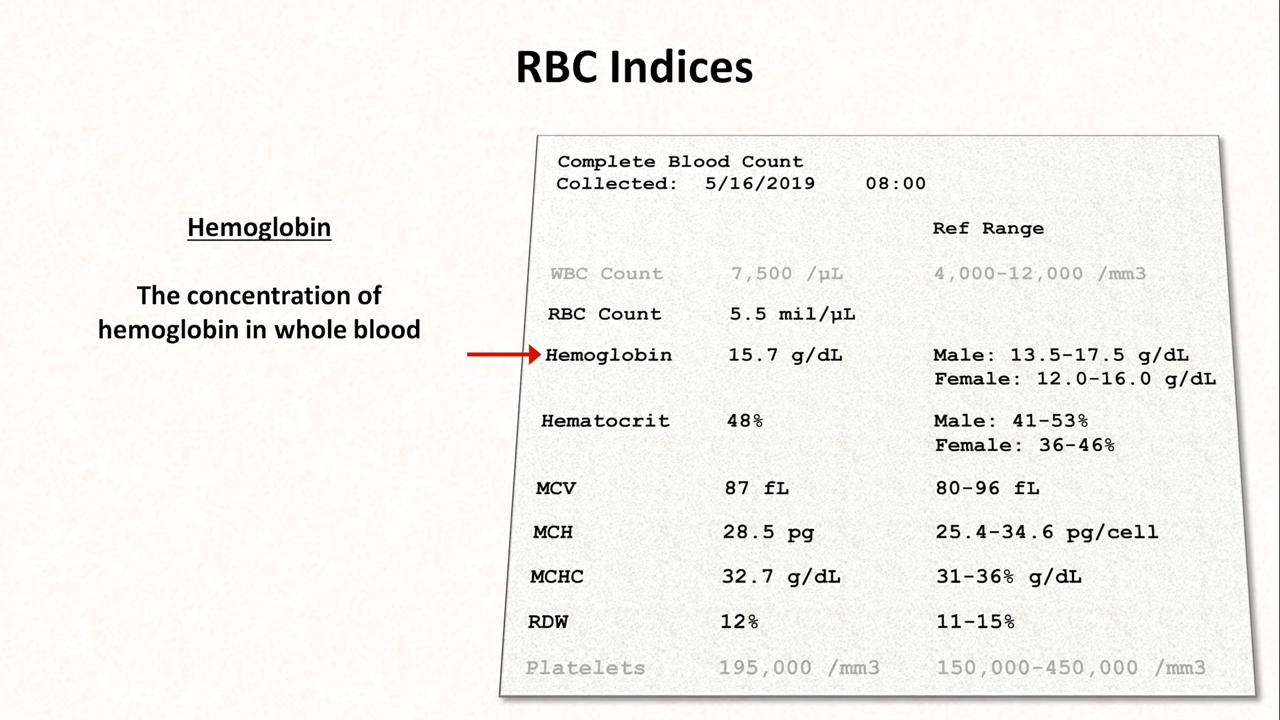 RBC Indices
Hemoglobin
The concentration of
hemoglobin in whole blood
Complete Blood Count
Collected: 5/16/2019 08:00
Ref Range
WBC Count 7,500 /µL 4,000-12,000 /mm3
RBC Count 5.5 mil/µL
Hemoglobin 15.7 g/dL Male: 13.5-17.5 g/dL
Female: 12.0-16.0 g/dL
Hematocrit 48% Male: 41-53%
Female: 36-46%
MCV 87 fL 80-96 fL
MCH 28.5 pg 25.4-34.6 pg/cell
MCHC 32.7 g/dL 31-36% g/dL
RDW 12% 11-15%
Platelets 195,000 /mm3 150,000-450,000 /mm3